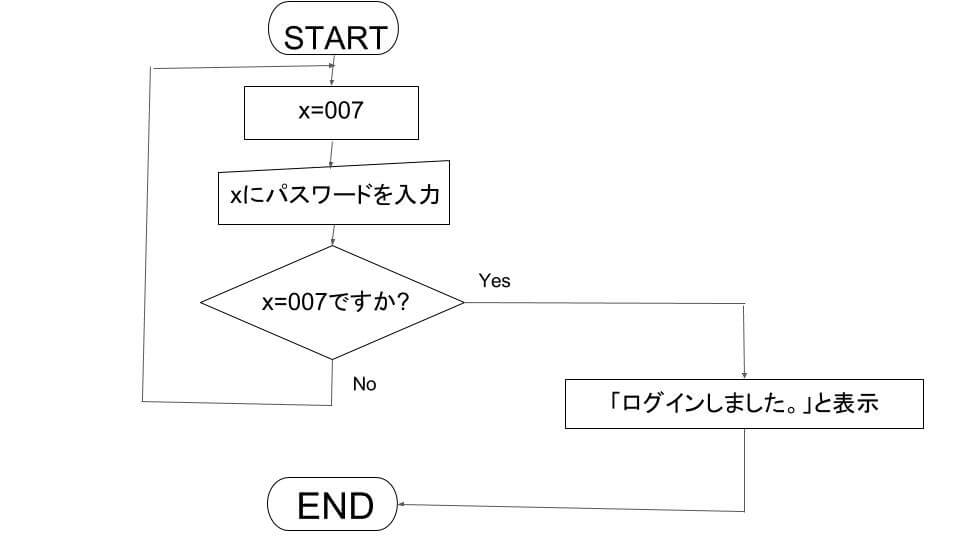 START
x=007
xにパスワードを入力
x=007ですか?
Yes
No
「ログインしました。」と表示
END